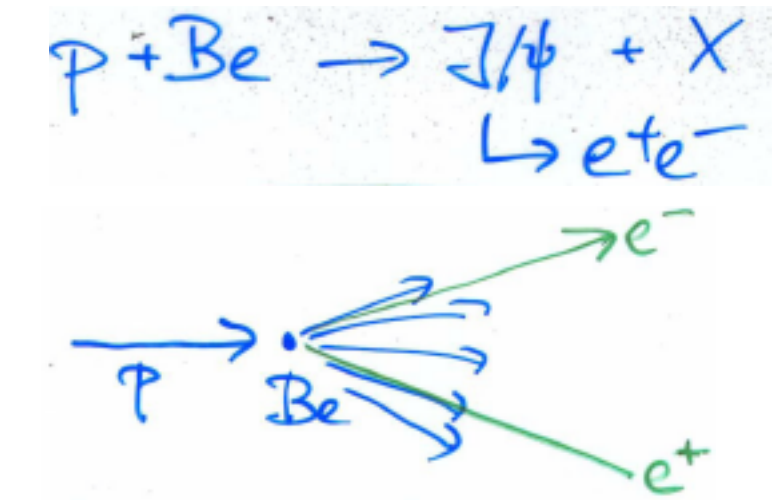 p + Be → J/ψ + X
↳ e+e−
e−
p
Be
e+